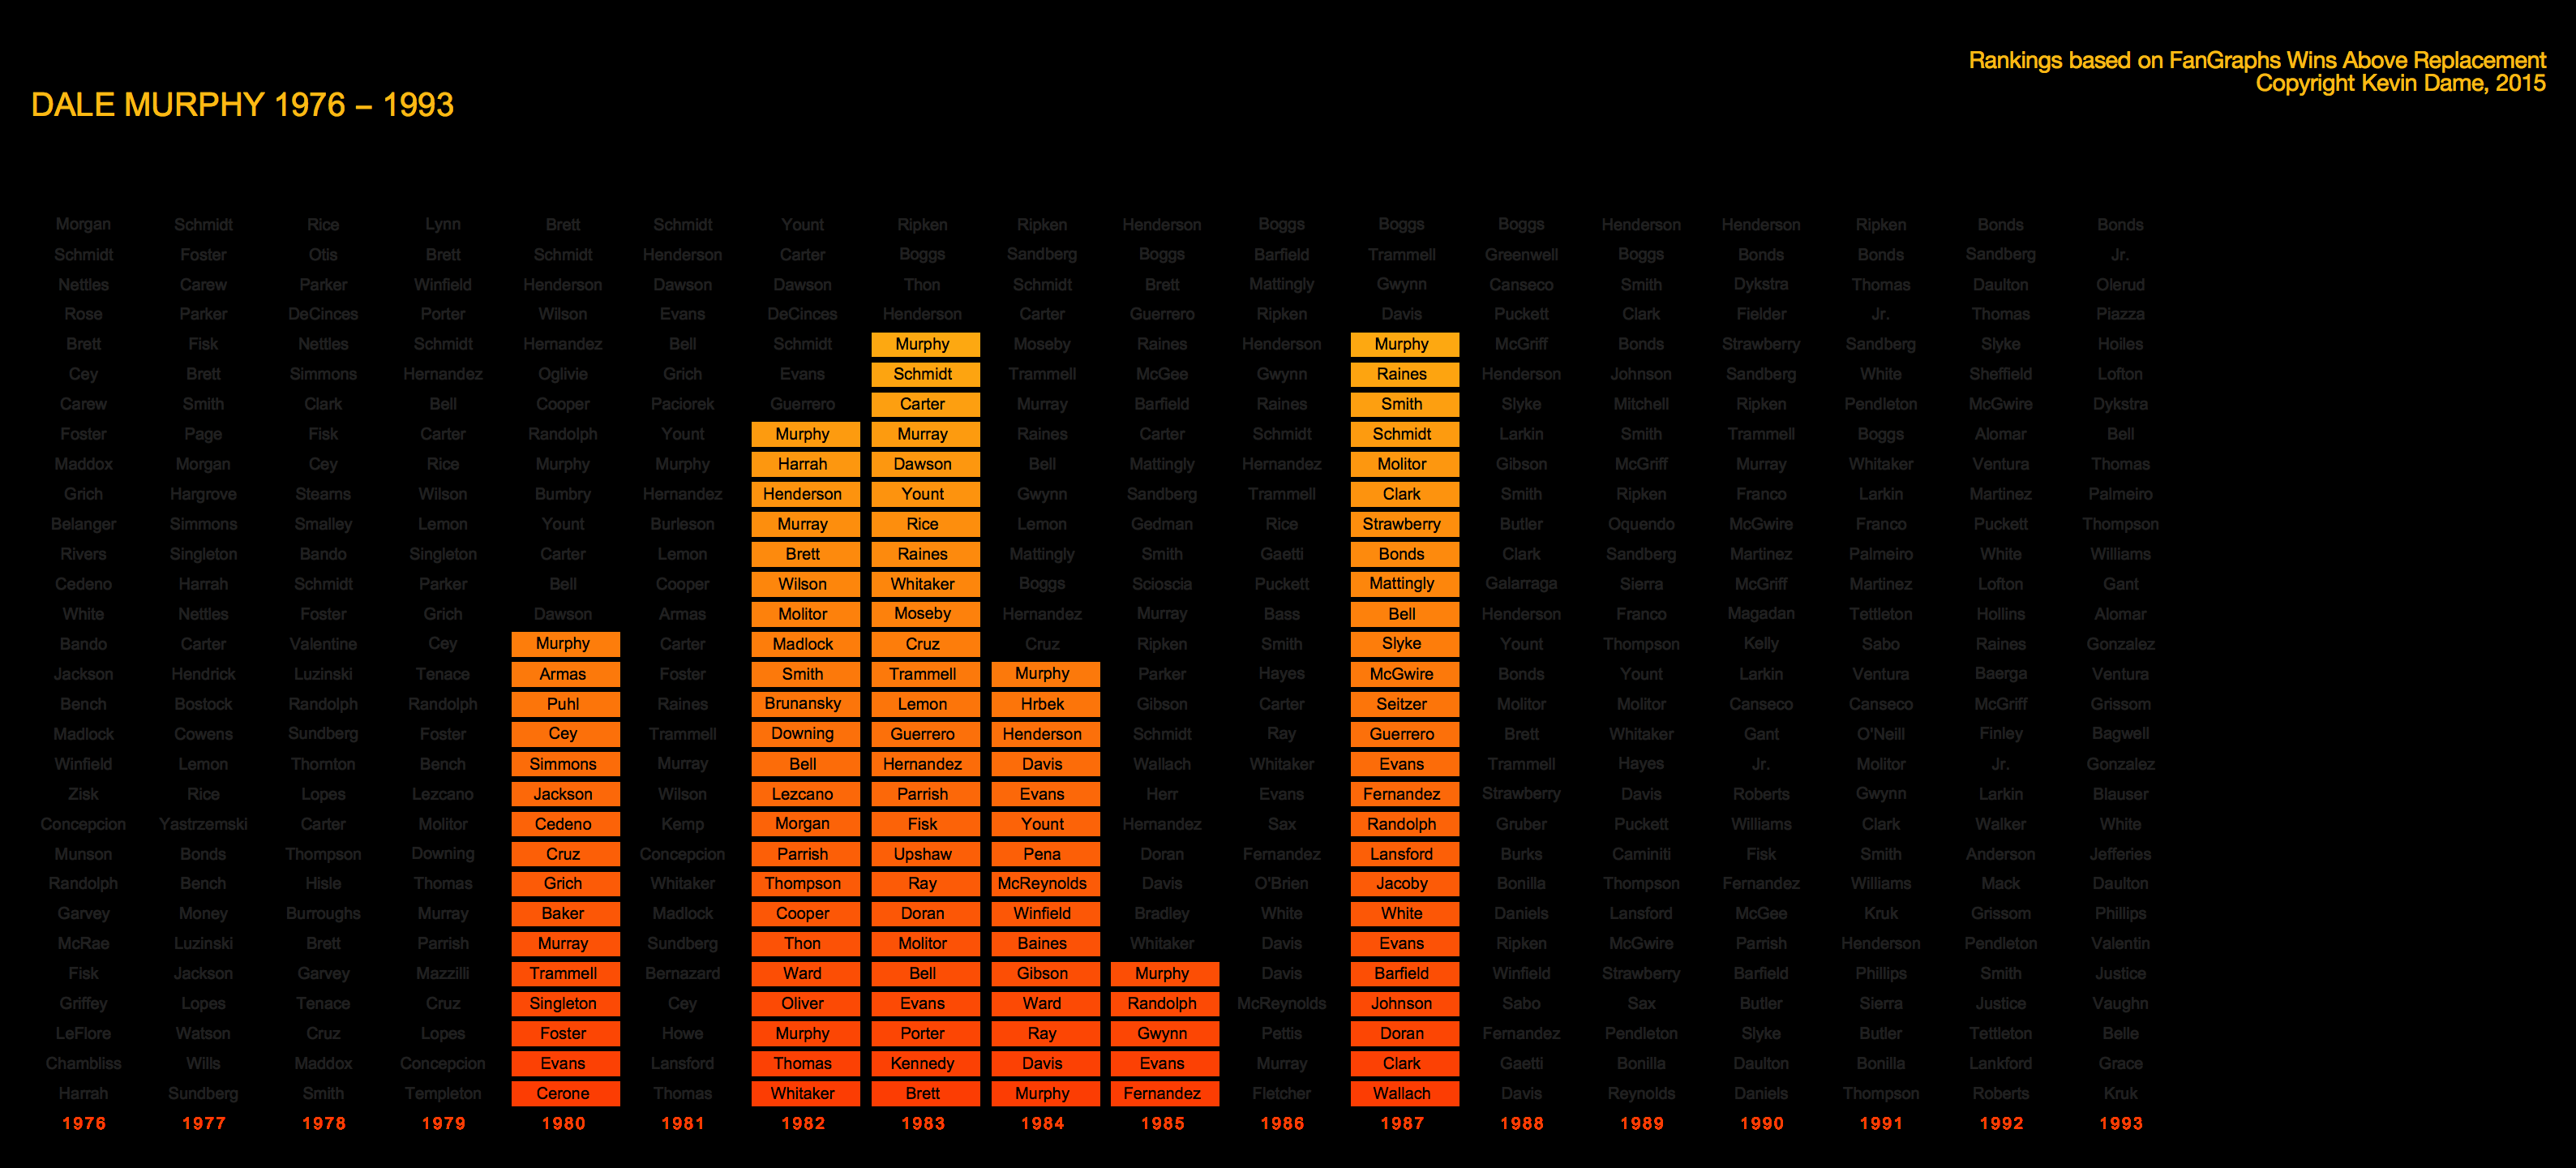 Rankings based on FanGraphs Wins Above Replacement
Copyright Kevin Dame, 2015
DALE MURPHY 1976 – 1993
Morgan Schmidt Rice Lynn Brett Schmidt Yount Ripken Ripken Henderson Boggs Boggs Boggs Henderson Henderson Ripken Bonds Bonds
Schmidt Foster Otis Brett Schmidt Henderson Carter Boggs Sandberg Boggs Barfield Trammell Greenwell Boggs Bonds Bonds Sandberg Jr.
Nettles Carew Parker Winfield Henderson Dawson Dawson Thon Schmidt Brett Mattingly Gwynn Canseco Smith Dykstra Thomas Daulton Olerud
Rose Parker DeCinces Porter Wilson Evans DeCinces Henderson Carter Guerrero Ripken Davis Puckett Clark Fielder Jr. Thomas Piazza
Brett Fisk Nettles Schmidt Hernandez Bell Schmidt Murphy Moseby Raines Henderson Murphy McGriff Bonds Strawberry Sandberg Slyke Hoiles
Cey Brett Simmons Hernandez Oglivie Grich Evans Schmidt Trammell McGee Gwynn Raines Henderson Johnson Sandberg White Sheffield Lofton
Carew Smith Clark Bell Cooper Paciorek Guerrero Carter Murray Barfield Raines Smith Slyke Mitchell Ripken Pendleton McGwire Dykstra
Foster Page Fisk Carter Randolph Yount Murphy Murray Raines Carter Schmidt Schmidt Larkin Smith Trammell Boggs Alomar Bell
Maddox Morgan Cey Rice Murphy Murphy Harrah Dawson Bell Mattingly Hernandez Molitor Gibson McGriff Murray Whitaker Ventura Thomas
Grich Hargrove Stearns Wilson Bumbry Hernandez Henderson Yount Gwynn Sandberg Trammell Clark Smith Ripken Franco Larkin Martinez Palmeiro
Belanger Simmons Smalley Lemon Yount Burleson Murray Rice Lemon Gedman Rice Strawberry Butler Oquendo McGwire Franco Puckett Thompson
Rivers Singleton Bando Singleton Carter Lemon Brett Raines Mattingly Smith Gaetti Bonds Clark Sandberg Martinez Palmeiro White Williams
Cedeno Harrah Schmidt Parker Bell Cooper Wilson Whitaker Boggs Scioscia Puckett Mattingly Galarraga Sierra McGriff Martinez Lofton Gant
White Nettles Foster Grich Dawson Armas Molitor Moseby Hernandez Murray Bass Bell Henderson Franco Magadan Tettleton Hollins Alomar
Bando Carter Valentine Cey Murphy Carter Madlock Cruz Cruz Ripken Smith Slyke Yount Thompson Kelly Sabo Raines Gonzalez
Jackson Hendrick Luzinski Tenace Armas Foster Smith Trammell Murphy Parker Hayes McGwire Bonds Yount Larkin Ventura Baerga Ventura
Bench Bostock Randolph Randolph Puhl Raines Brunansky Lemon Hrbek Gibson Carter Seitzer Molitor Molitor Canseco Canseco McGriff Grissom
Madlock Cowens Sundberg Foster Cey Trammell Downing Guerrero Henderson Schmidt Ray Guerrero Brett Whitaker Gant O'Neill Finley Bagwell
Winfield Lemon Thornton Bench Simmons Murray Bell Hernandez Davis Wallach Whitaker Evans Trammell Hayes Jr. Molitor Jr. Gonzalez
Zisk Rice Lopes Lezcano Jackson Wilson Lezcano Parrish Evans Herr Evans Fernandez Strawberry Davis Roberts Gwynn Larkin Blauser
Concepcion Yastrzemski Carter Molitor Cedeno Kemp Morgan Fisk Yount Hernandez Sax Randolph Gruber Puckett Williams Clark Walker White
Munson Bonds Thompson Downing Cruz Concepcion Parrish Upshaw Pena Doran Fernandez Lansford Burks Caminiti Fisk Smith Anderson Jefferies
Randolph Bench Hisle Thomas Grich Whitaker Thompson Ray McReynolds Davis O'Brien Jacoby Bonilla Thompson Fernandez Williams Mack Daulton
Garvey Money Burroughs Murray Baker Madlock Cooper Doran Winfield Bradley White White Daniels Lansford McGee Kruk Grissom Phillips
McRae Luzinski Brett Parrish Murray Sundberg Thon Molitor Baines Whitaker Davis Evans Ripken McGwire Parrish Henderson Pendleton Valentin
Fisk Jackson Garvey Mazzilli Trammell Bernazard Ward Bell Gibson Murphy Davis Barfield Winfield Strawberry Barfield Phillips Smith Justice
Griffey Lopes Tenace Cruz Singleton Cey Oliver Evans Ward Randolph McReynolds Johnson Sabo Sax Butler Sierra Justice Vaughn
LeFlore Watson Cruz Lopes Foster Howe Murphy Porter Ray Gwynn Pettis Doran Fernandez Pendleton Slyke Butler Tettleton Belle
Chambliss Wills Maddox Concepcion Evans Lansford Thomas Kennedy Davis Evans Murray Clark Gaetti Bonilla Daulton Bonilla Lankford Grace
Harrah Sundberg Smith Templeton Cerone Thomas Whitaker Brett Murphy Fernandez Fletcher Wallach Davis Reynolds Daniels Thompson Roberts Kruk
1976 1977 1978 1979 1980 1981 1982 1983 1984 1985 1986 1987 1988 1989 1990 1991 1992 1993